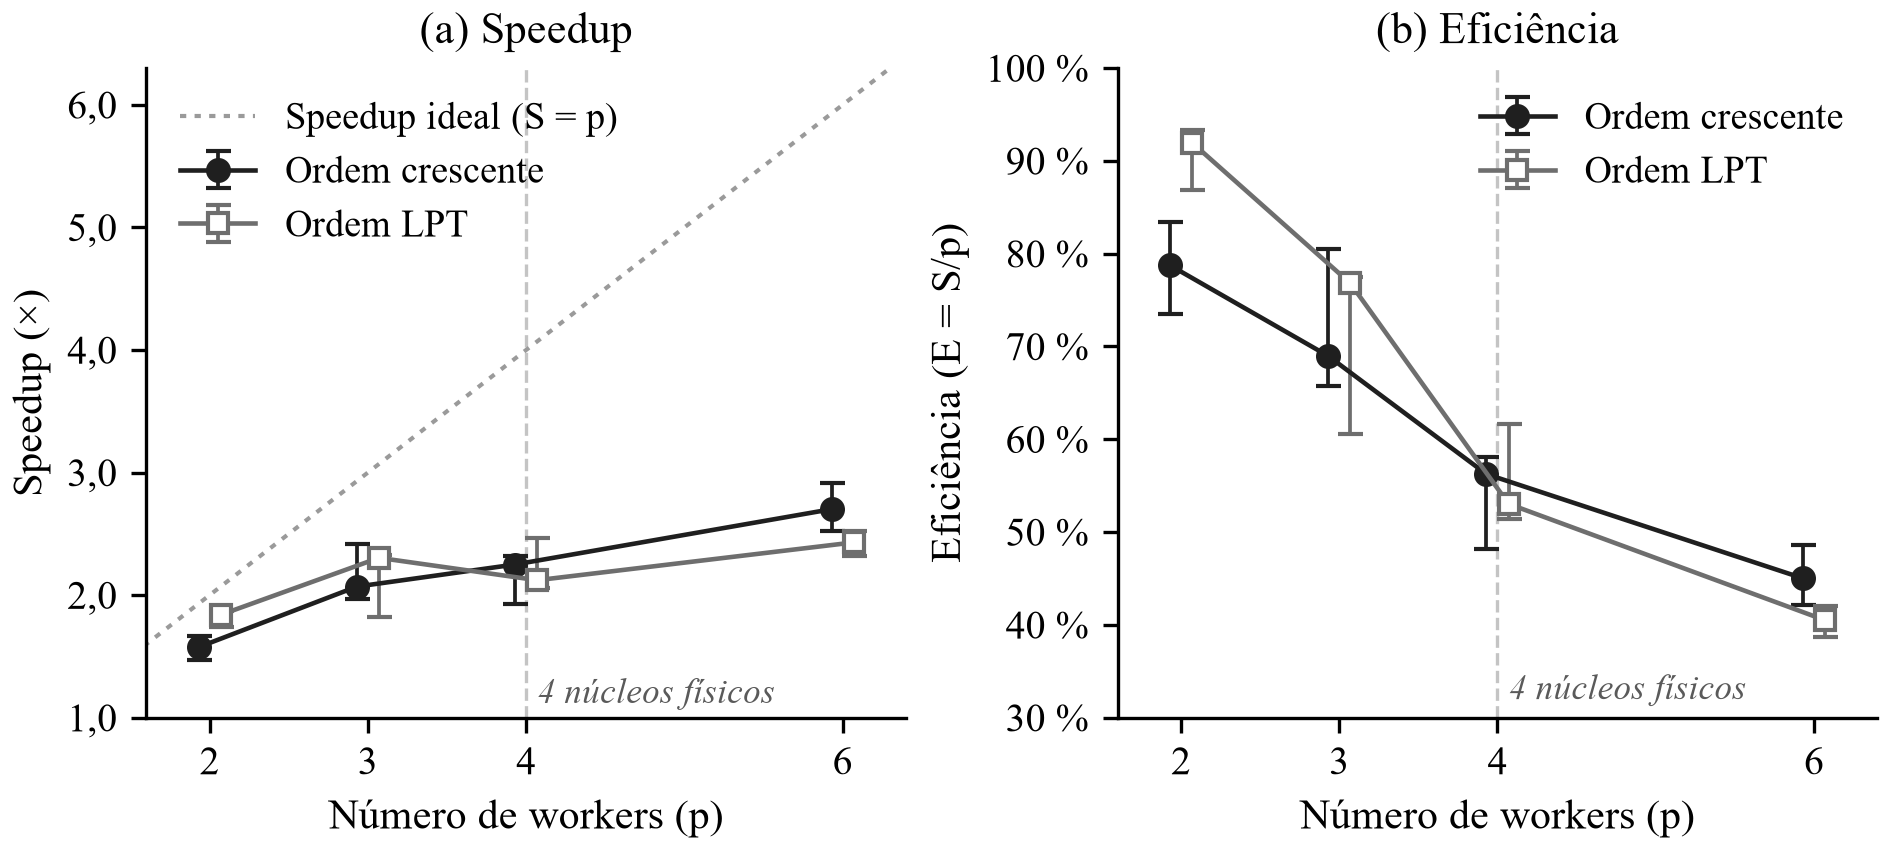 (a) Speedup
Speedup (×)
6,0
5,0
4,0
3,0
2,0
1,0
Speedup ideal (S = p)
Ordem crescente
Ordem LPT
4 núcleos físicos
2 3 4 6
Número de workers (p)
(b) Eficiência
Eficiência (E = S/p)
100 %
90 %
80 %
70 %
60 %
50 %
40 %
30 %
Ordem crescente
Ordem LPT
4 núcleos físicos
2 3 4 6
Número de workers (p)